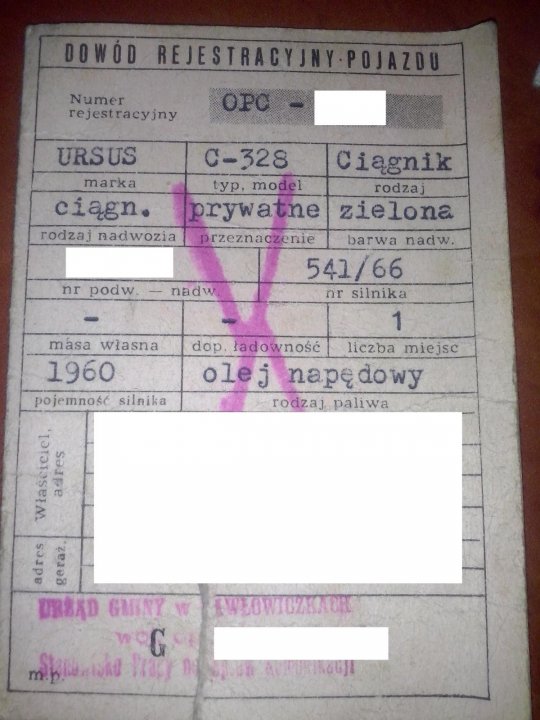 DOWÓD REJESTRACYJNY·POJAZDU
Numer
rejestracyjny
OPC -
URSUS C-328 Ciągnik
marka typ, model rodzaj
ciągn. prywatne zielona
rodzaj nadwozia przeznaczenie barwa nadw.
541/66
nr podw. — nadw. nr silnika
- - 1
masa własna dop. ładowność liczba miejsc
1960 olej napędowy
pojemność silnika rodzaj paliwa
Właściciel,
adres
adres
garaż.
URZĄD GMINY w
G
Stanowisko Pracy
m.p.